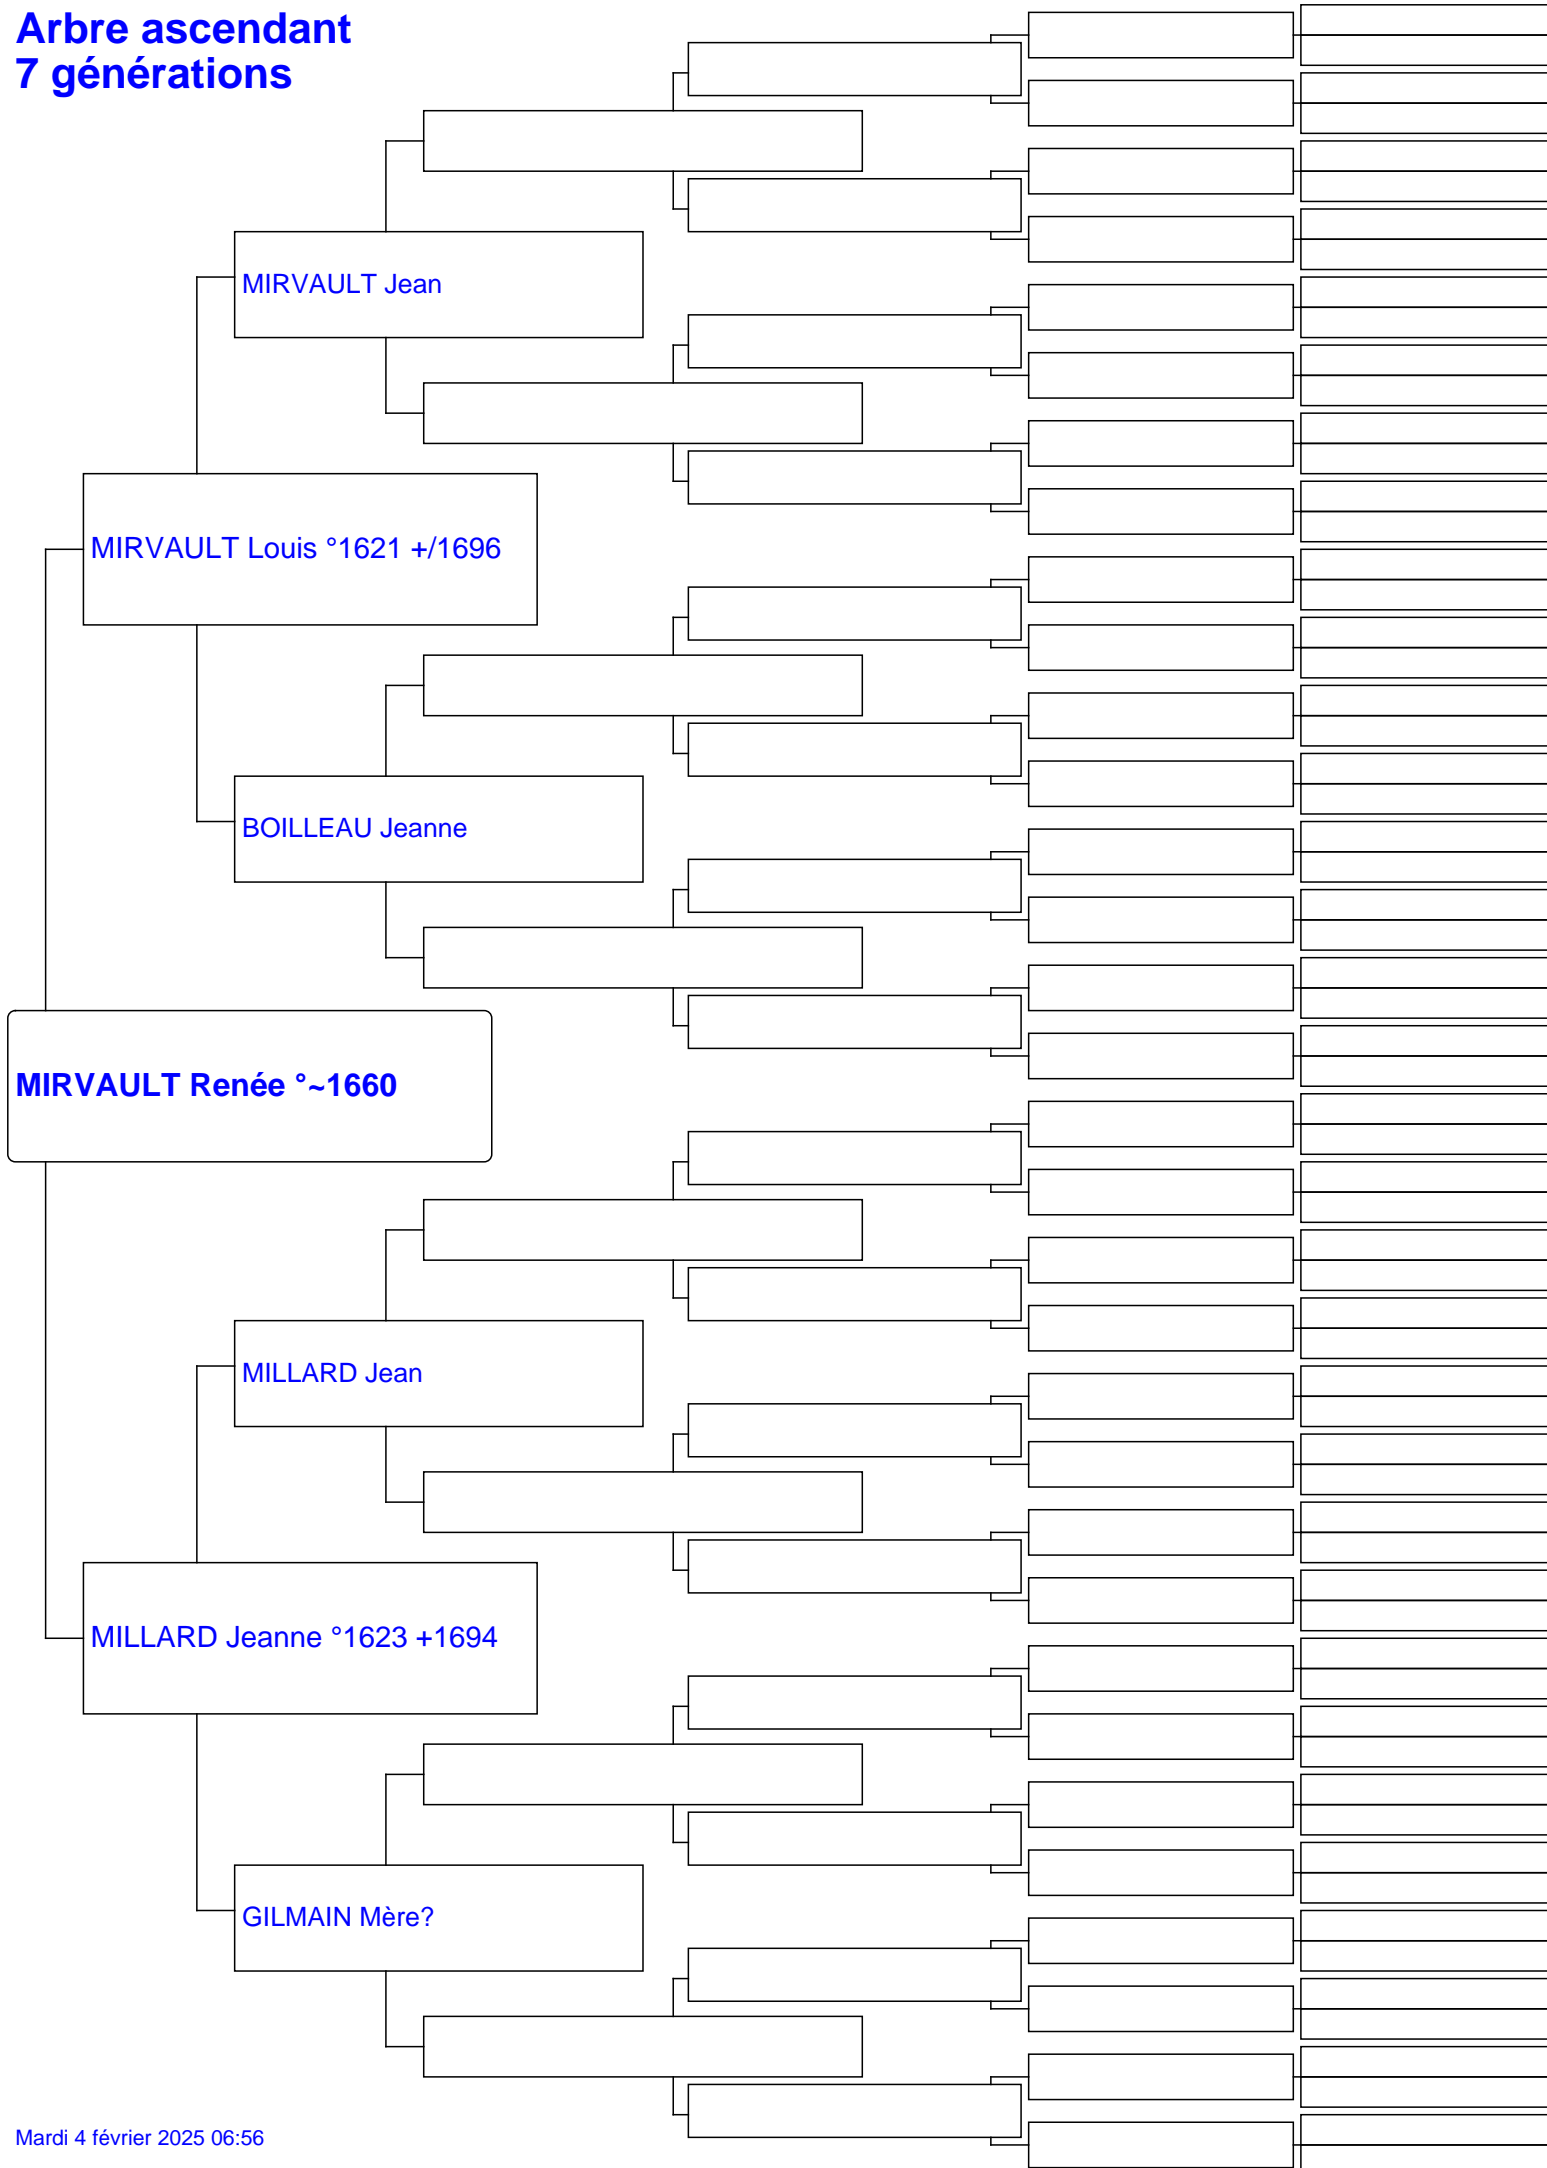 Arbre ascendant
7 générations
MIRVAULT Jean
MIRVAULT Louis °1621 +/1696
BOILLEAU Jeanne
MIRVAULT Renée °~1660
MILLARD Jean
MILLARD Jeanne °1623 +1694
GILMAIN Mère?
Mardi 4 février 2025 06:56